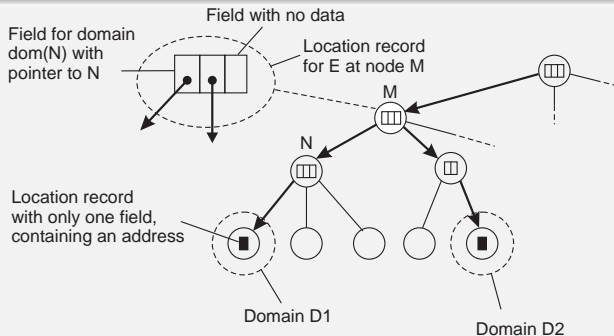 Field with no data
Field for domain
dom(N) with
pointer to N
Location record
for E at node M
M
N
Location record
with only one field,
containing an address
Domain D1
Domain D2